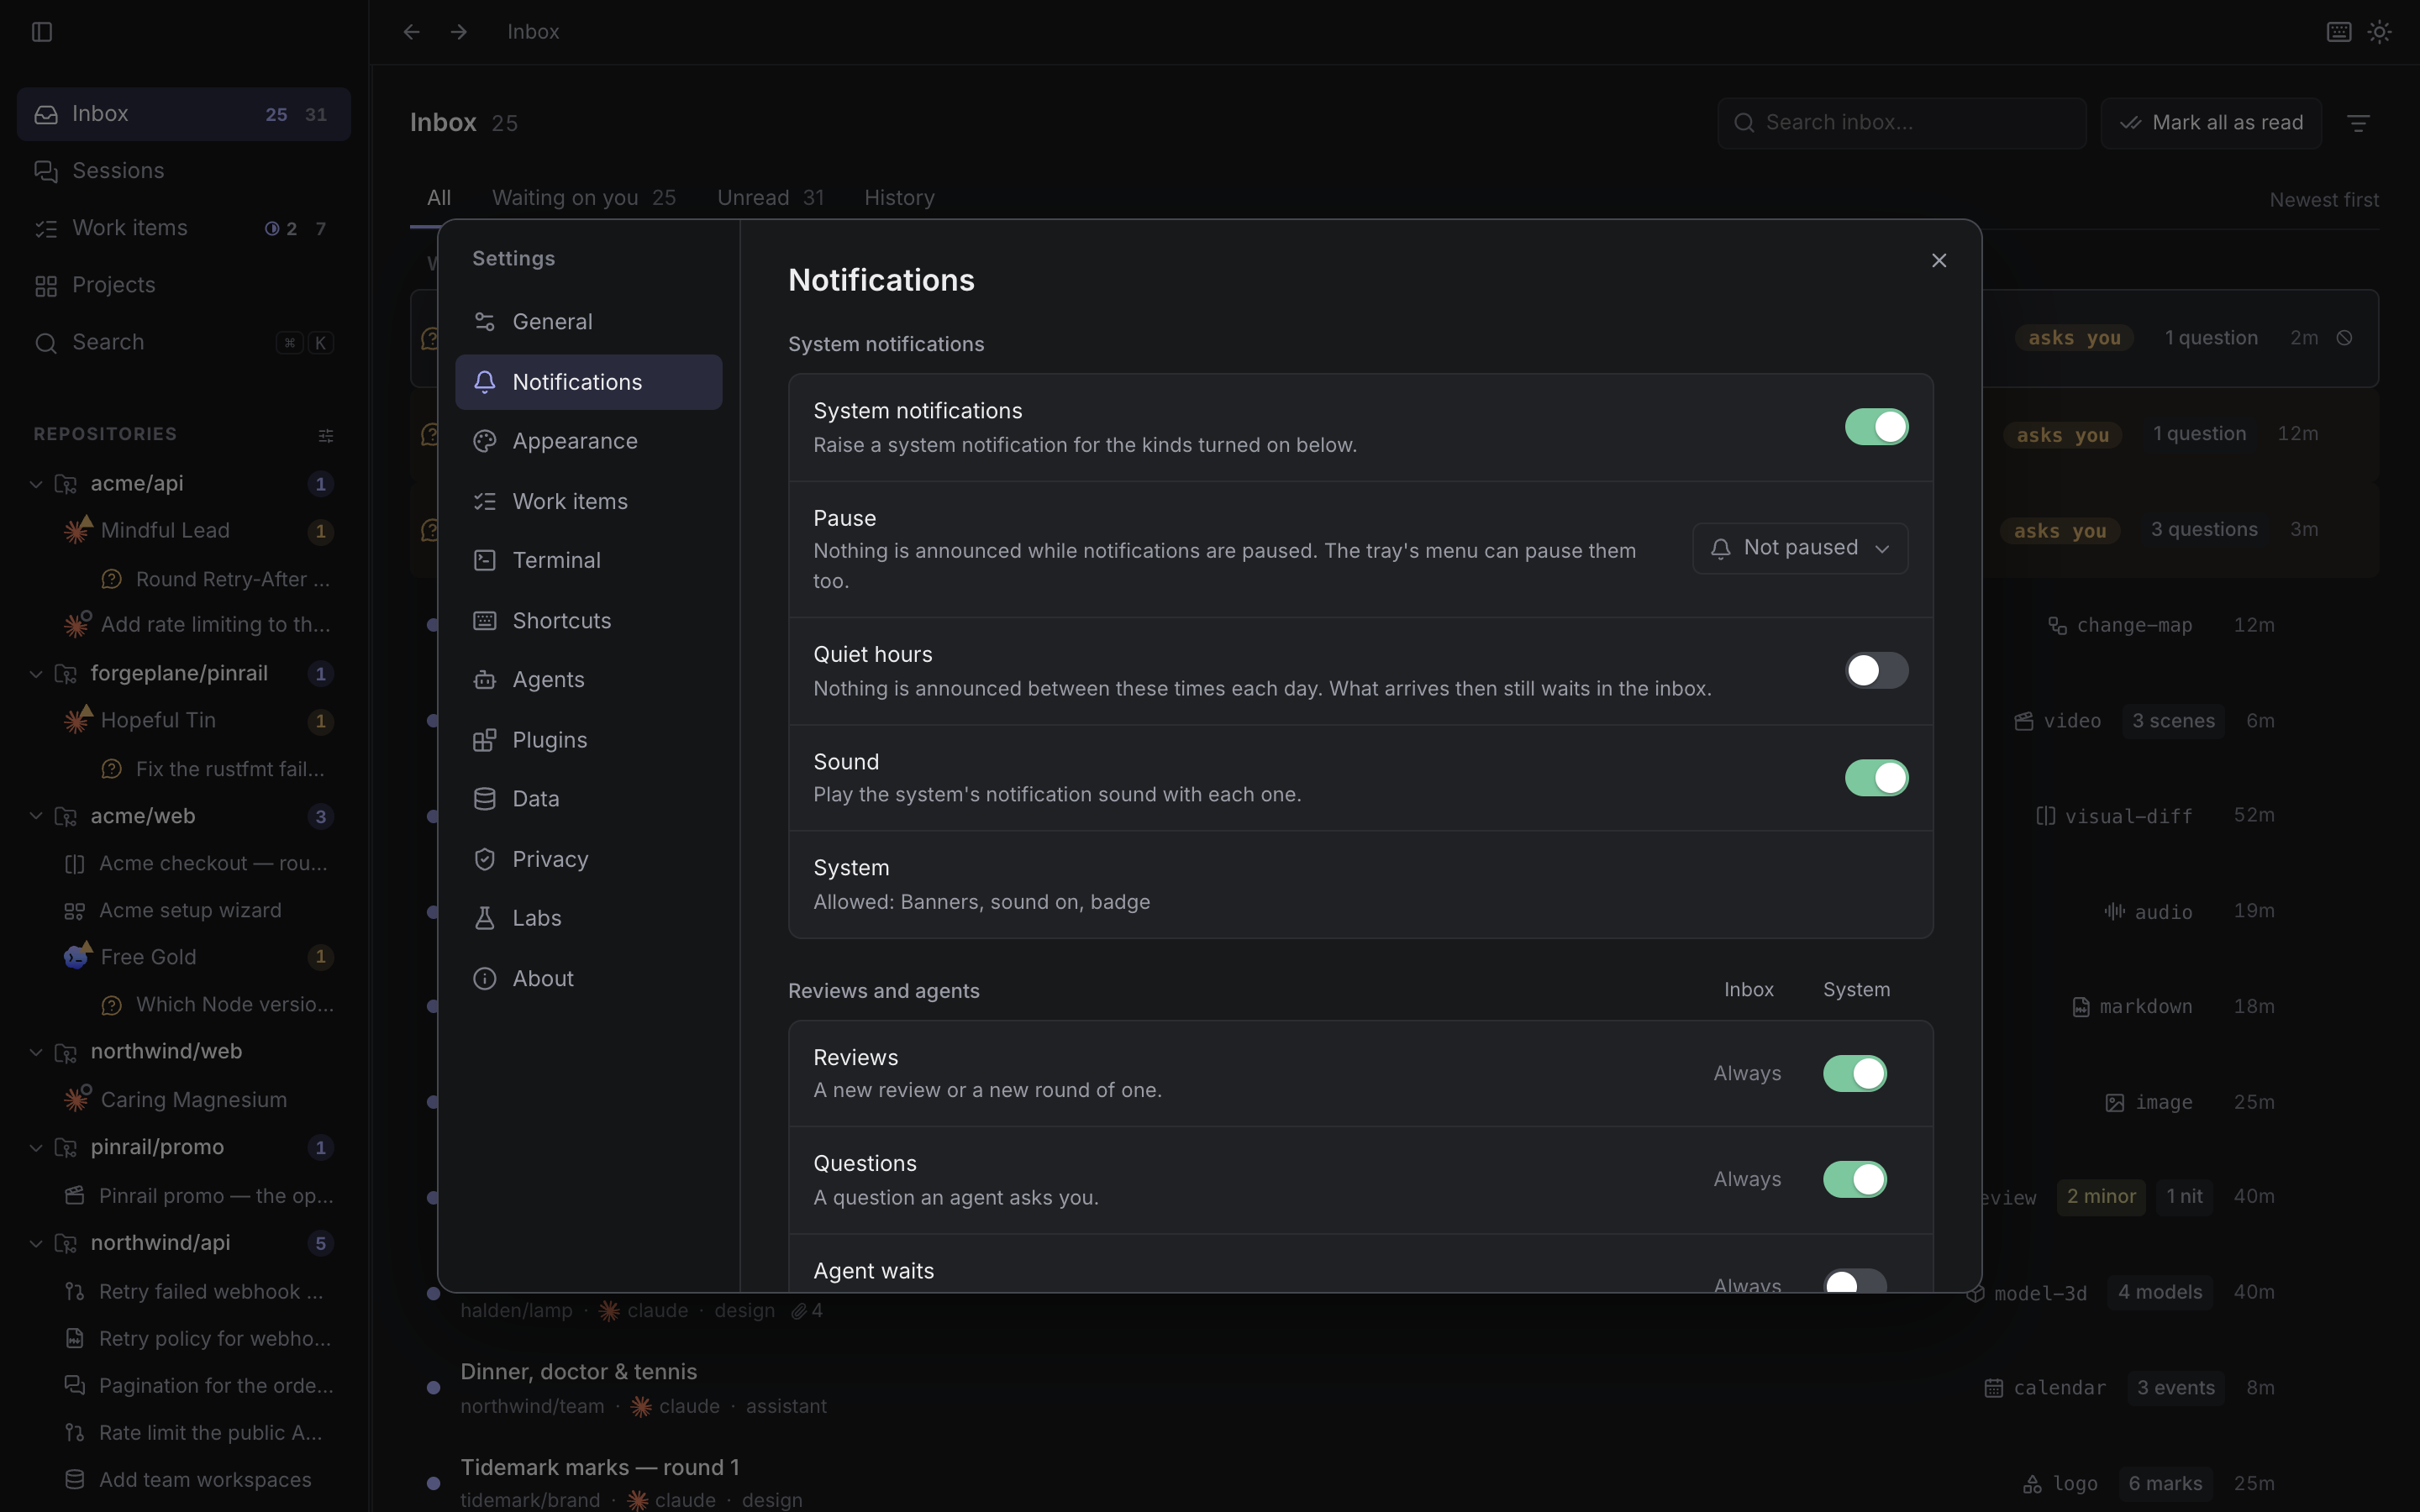 Inbox
Inbox 25 31
Sessions
Work items 2 7
Projects
Search ⌘ K
REPOSITORIES
acme/api 1
Mindful Lead 1
Round Retry-After ...
Add rate limiting to th...
forgeplane/pinrail 1
Hopeful Tin 1
Fix the rustfmt fail...
acme/web 3
Acme checkout — rou...
Acme setup wizard
Free Gold 1
Which Node versio...
northwind/web
Caring Magnesium
pinrail/promo 1
Pinrail promo — the op...
northwind/api 5
Retry failed webhook ...
Retry policy for webho...
Pagination for the orde...
Rate limit the public A...
Add team workspaces
Inbox 25
Search inbox...
Mark all as read
All
Waiting on you 25
Unread 31
History
Newest first
Settings
General
Notifications
Appearance
Work items
Terminal
Shortcuts
Agents
Plugins
Data
Privacy
Labs
About
Notifications
System notifications
System notifications
Raise a system notification for the kinds turned on below.
Pause
Nothing is announced while notifications are paused. The tray's menu can pause them
too.
Not paused
Quiet hours
Nothing is announced between these times each day. What arrives then still waits in the inbox.
Sound
Play the system's notification sound with each one.
System
Allowed: Banners, sound on, badge
Reviews and agents Inbox System
Reviews
A new review or a new round of one.
Always
Questions
A question an agent asks you.
Always
Agent waits
Always
asks you 1 question 2m
asks you 1 question 12m
asks you 3 questions 3m
change-map 12m
video 3 scenes 6m
visual-diff 52m
audio 19m
markdown 18m
image 25m
2 minor 1 nit 40m
model-3d 4 models 40m
halden/lamp · claude · design 4
Dinner, doctor & tennis
northwind/team · claude · assistant
calendar 3 events 8m
Tidemark marks — round 1
tidemark/brand · claude · design
logo 6 marks 25m